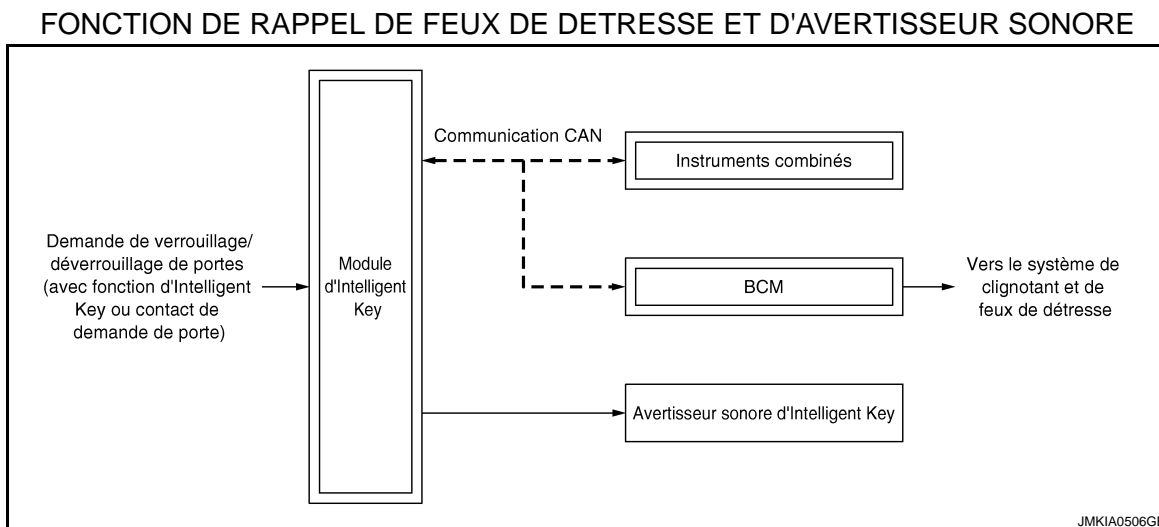 FONCTION DE RAPPEL DE FEUX DE DETRESSE ET D'AVERTISSEUR SONORE
Communication CAN
Instruments combinés
Demande de verrouillage/
déverrouillage de portes
(avec fonction d'Intelligent
Key ou contact de
demande de porte)
Module
d'Intelligent
Key
BCM
Vers le système de
clignotant et de
feux de détresse
Avertisseur sonore d'Intelligent Key